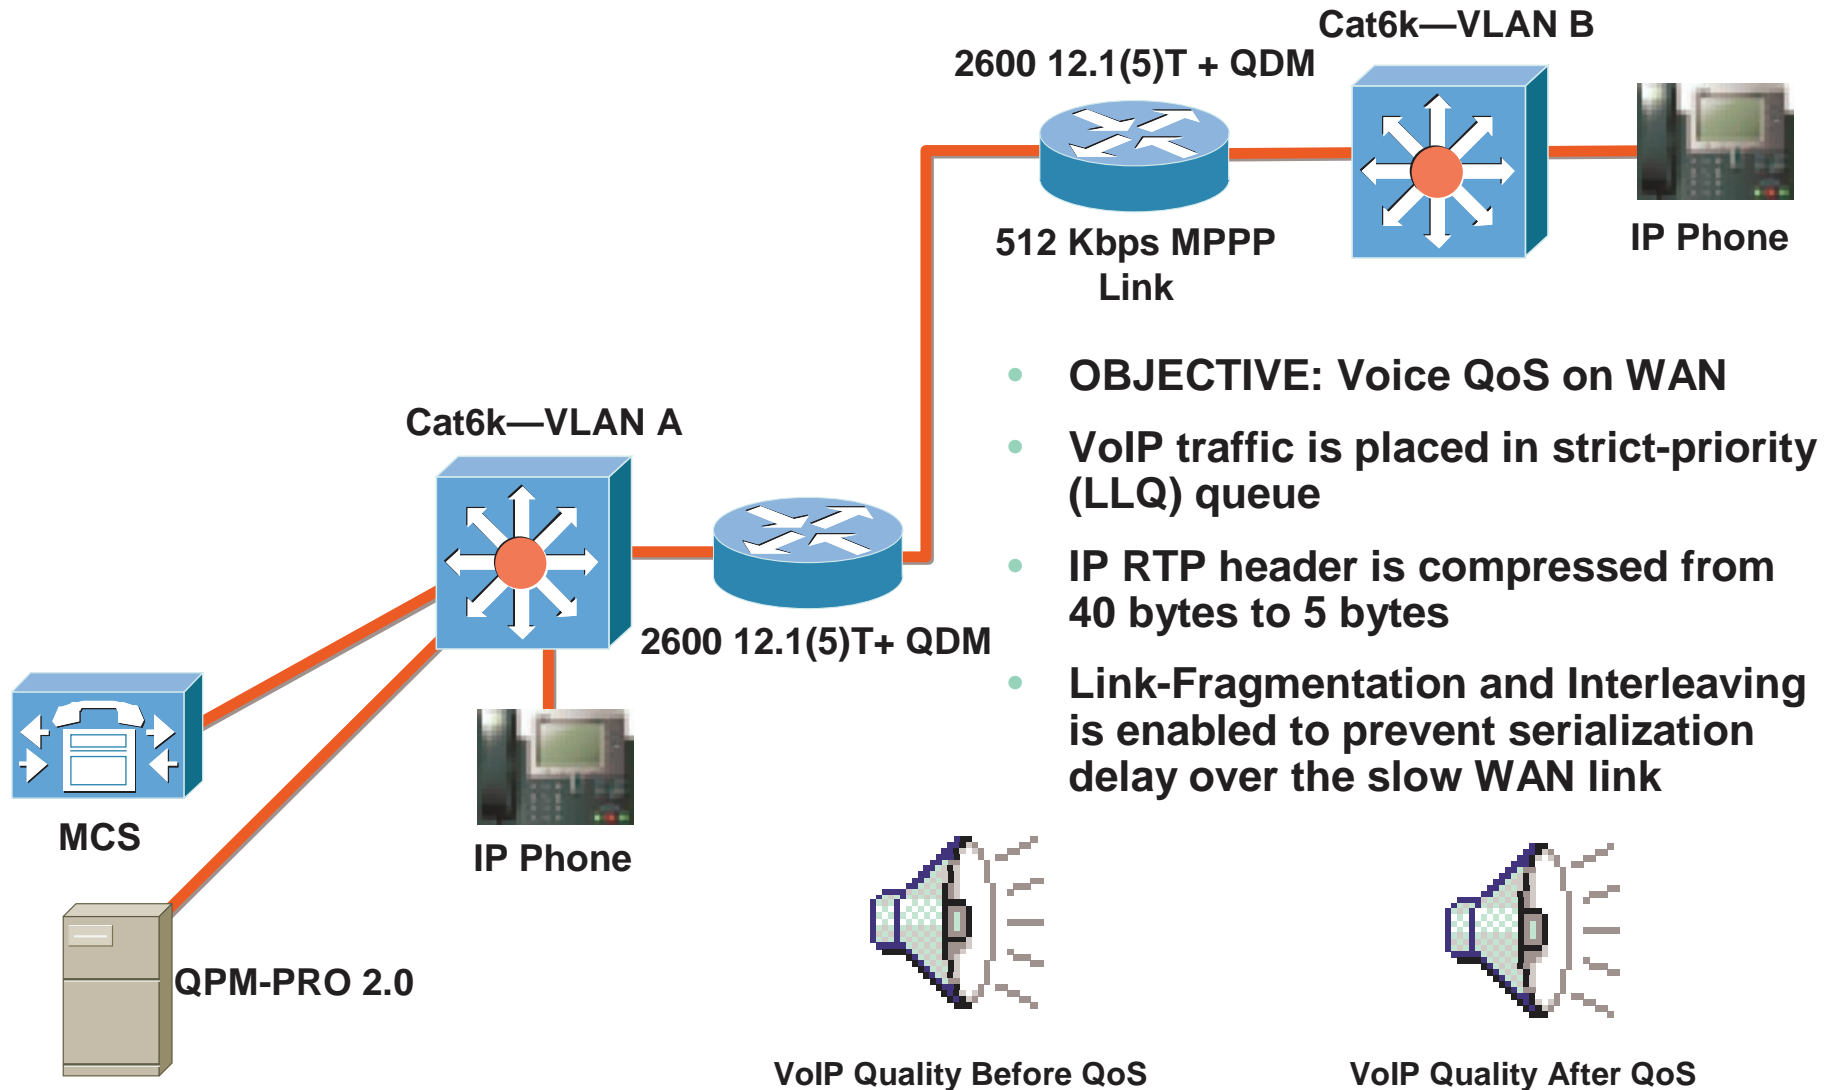 Cat6k—VLAN B
2600 12.1(5)T + QDM
512 Kbps MPPP
Link
IP Phone
• OBJECTIVE: Voice QoS on WAN
• VoIP traffic is placed in strict-priority
(LLQ) queue
• IP RTP header is compressed from
40 bytes to 5 bytes
• Link-Fragmentation and Interleaving
is enabled to prevent serialization
delay over the slow WAN link
Cat6k—VLAN A
2600 12.1(5)T+ QDM
MCS
IP Phone
QPM-PRO 2.0
VoIP Quality Before QoS
VoIP Quality After QoS